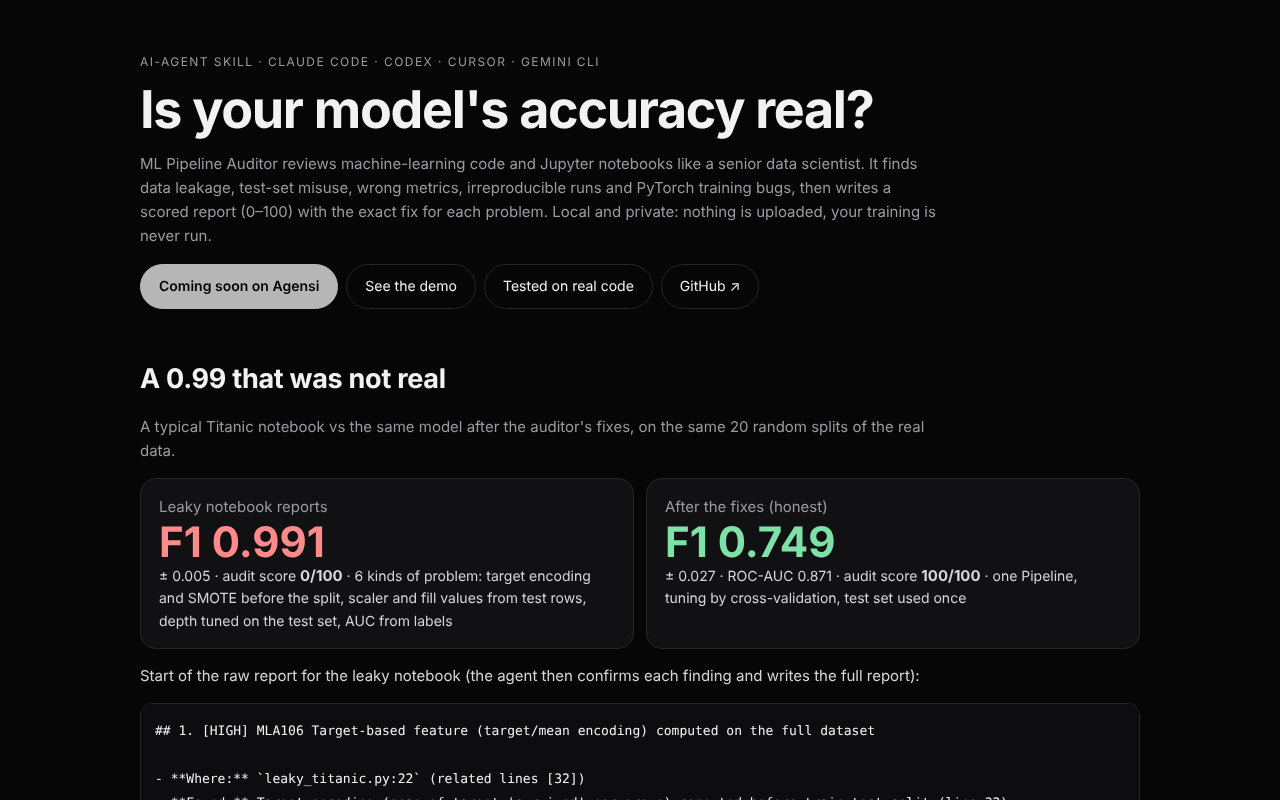 AI-AGENT SKILL · CLAUDE CODE · CODEX · CURSOR · GEMINI CLI
Is your model's accuracy real?
ML Pipeline Auditor reviews machine-learning code and Jupyter notebooks like a senior data scientist. It finds
data leakage, test-set misuse, wrong metrics, irreproducible runs and PyTorch training bugs, then writes a
scored report (0–100) with the exact fix for each problem. Local and private: nothing is uploaded, your training is
never run.
Coming soon on Agensi
See the demo
Tested on real code
GitHub ↗
A 0.99 that was not real
A typical Titanic notebook vs the same model after the auditor's fixes, on the same 20 random splits of the real
data.
Leaky notebook reports
F1 0.991
± 0.005 · audit score 0/100 · 6 kinds of problem: target encoding
and SMOTE before the split, scaler and fill values from test rows,
depth tuned on the test set, AUC from labels
After the fixes (honest)
F1 0.749
± 0.027 · ROC-AUC 0.871 · audit score 100/100 · one Pipeline,
tuning by cross-validation, test set used once
Start of the raw report for the leaky notebook (the agent then confirms each finding and writes the full report):
## 1. [HIGH] MLA106 Target-based feature (target/mean encoding) computed on the full dataset
- **Where:** `leaky_titanic.py:22` (related lines [32])